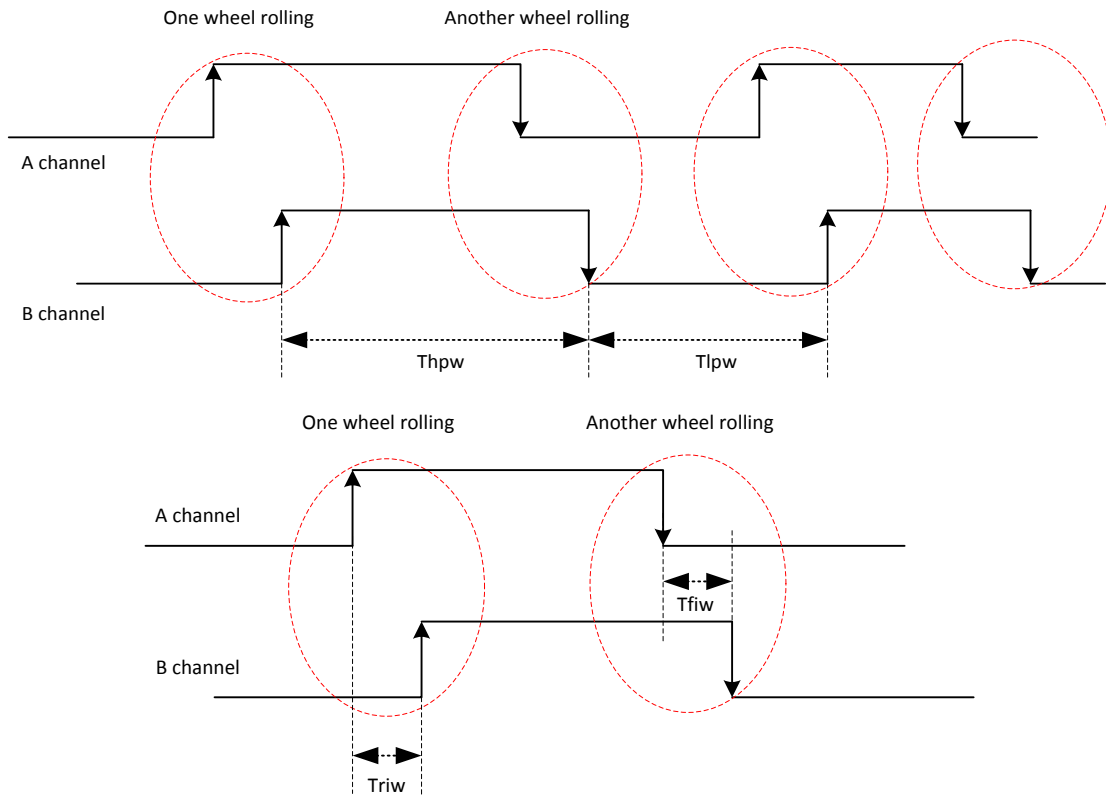 One wheel rolling
Another wheel rolling
A channel
B channel
Thpw
Tlpw
One wheel rolling
Another wheel rolling
A channel
Tfiw
B channel
Triw